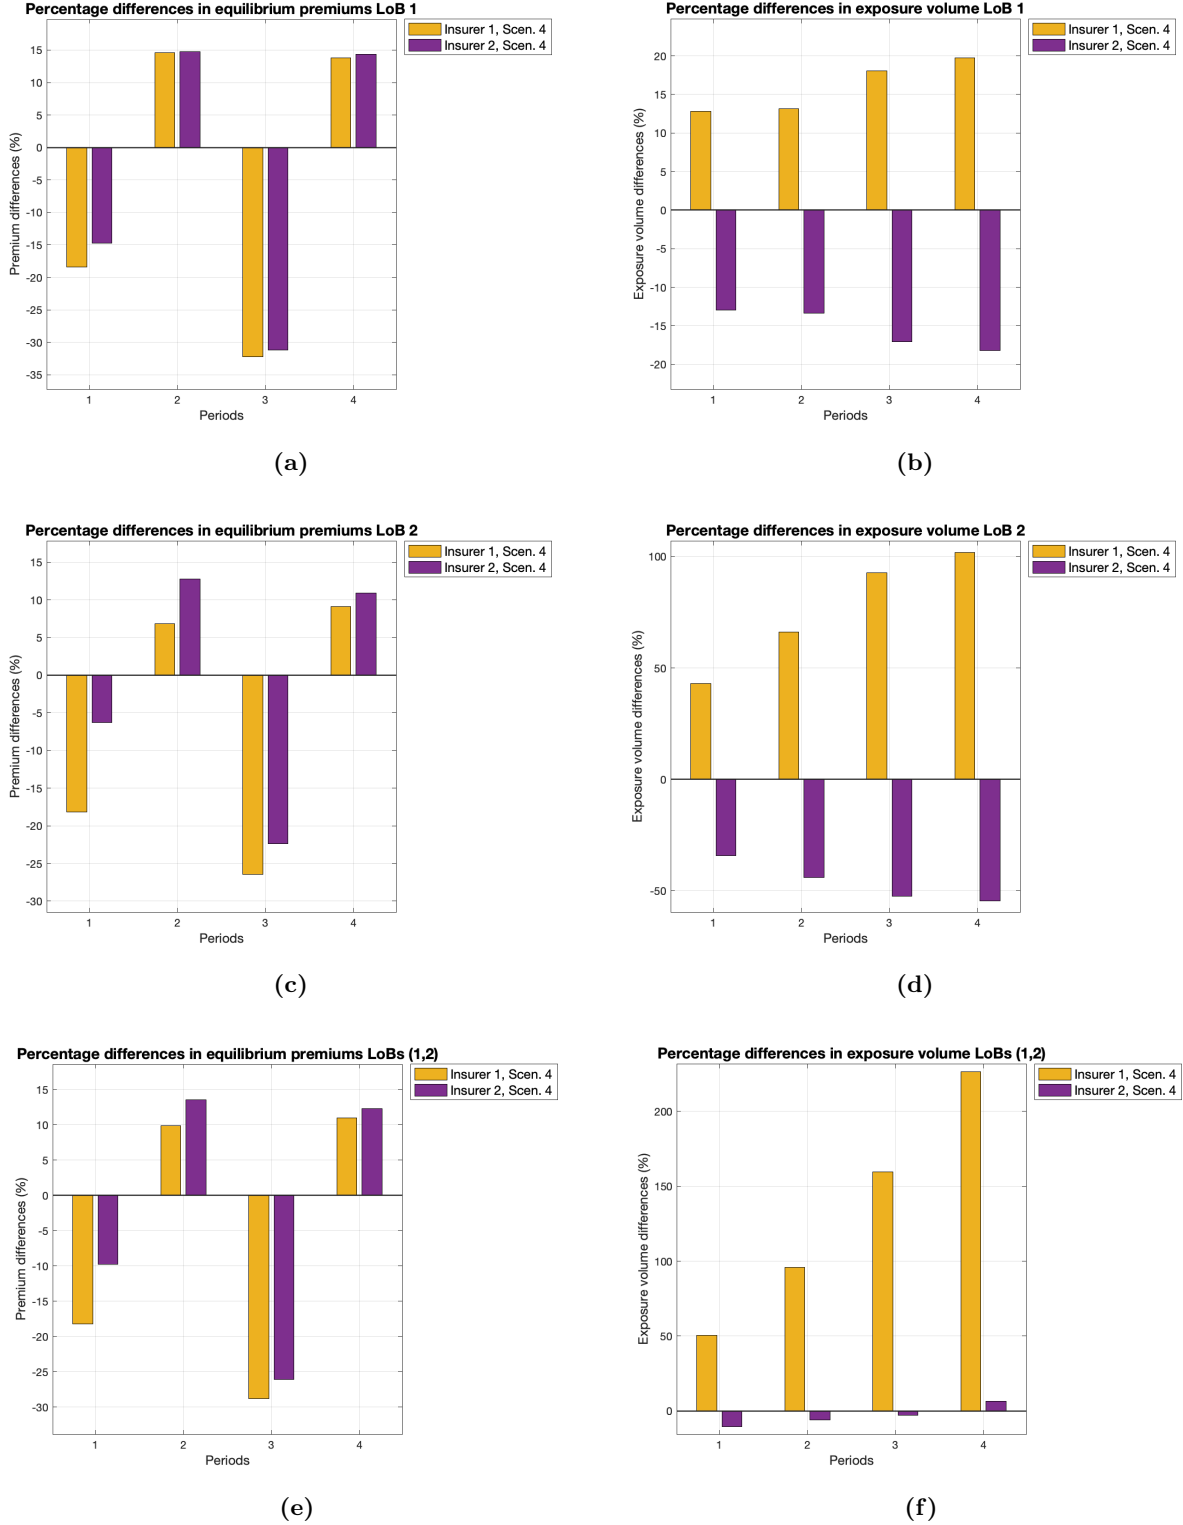 Percentage differences in equilibrium premiums LoB 1
Insurer 1, Scen. 4
Insurer 2, Scen. 4
15
10
5
0
-5
-10
-15
-20
-25
-30
-35
Premium differences (%)
1 2 3 4
Periods
(a)
Percentage differences in exposure volume LoB 1
Insurer 1, Scen. 4
Insurer 2, Scen. 4
20
15
10
5
0
-5
-10
-15
-20
Exposure volume differences (%)
1 2 3 4
Periods
(b)
Percentage differences in equilibrium premiums LoB 2
Insurer 1, Scen. 4
Insurer 2, Scen. 4
15
10
5
0
-5
-10
-15
-20
-25
-30
Premium differences (%)
1 2 3 4
Periods
(c)
Percentage differences in exposure volume LoB 2
Insurer 1, Scen. 4
Insurer 2, Scen. 4
100
50
0
-50
Exposure volume differences (%)
1 2 3 4
Periods
(d)
Percentage differences in equilibrium premiums LoBs (1,2)
Insurer 1, Scen. 4
Insurer 2, Scen. 4
15
10
5
0
-5
-10
-15
-20
-25
-30
Premium differences (%)
1 2 3 4
Periods
(e)
Percentage differences in exposure volume LoBs (1,2)
Insurer 1, Scen. 4
Insurer 2, Scen. 4
200
150
100
50
0
Exposure volume differences (%)
1 2 3 4
Periods
(f)